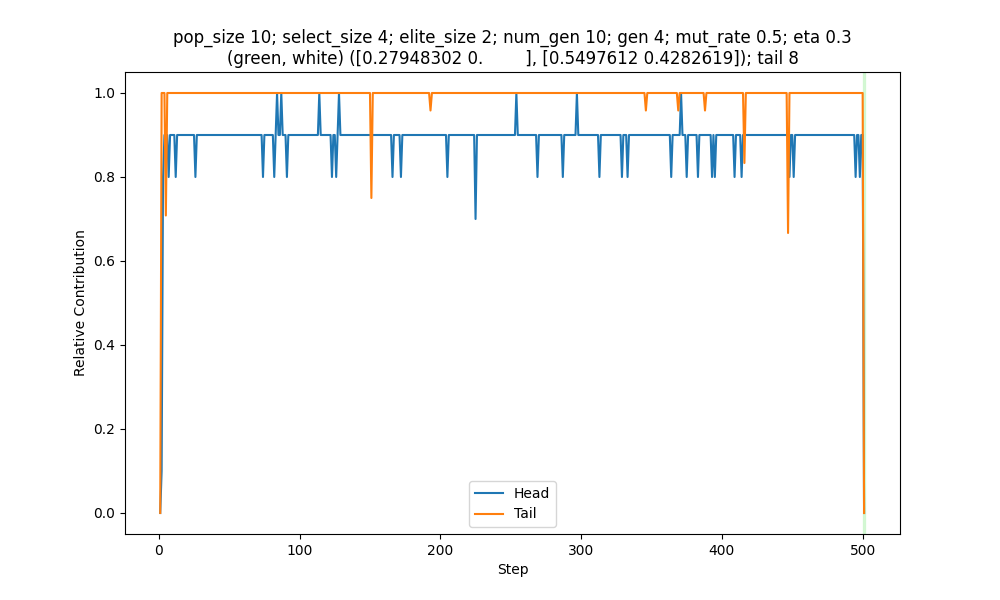 pop_size 10; select_size 4; elite_size 2; num_gen 10; gen 4; mut_rate 0.5; eta 0.3
(green, white) ([0.27948302 0.        ], [0.5497612 0.4282619]); tail 8
1.0
0.8
0.6
0.4
0.2
0.0
Relative Contribution
Head
Tail
0 100 200 300 400 500
Step